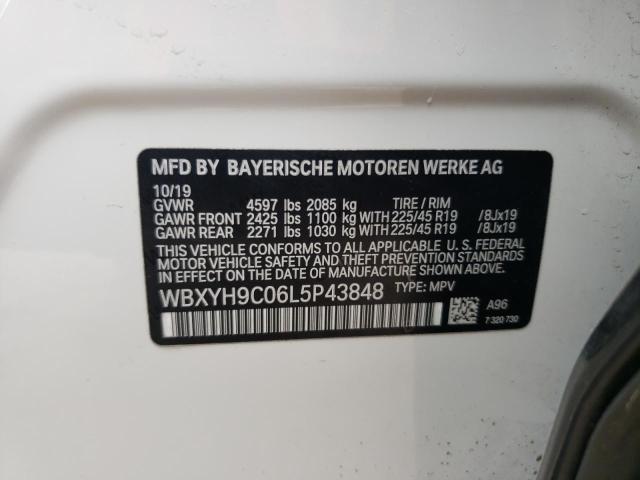 MFD BY BAYERISCHE MOTOREN WERKE AG
10/19
GVWR 4597 lbs 2085 kg TIRE / RIM
GAWR FRONT 2425 lbs 1100 kg WITH 225/45 R19 /8Jx19
GAWR REAR 2271 lbs 1030 kg WITH 225/45 R19 /8Jx19
THIS VEHICLE CONFORMS TO ALL APPLICABLE U. S. FEDERAL
MOTOR VEHICLE SAFETY AND THEFT PREVENTION STANDARDS
IN EFFECT ON THE DATE OF MANUFACTURE SHOWN ABOVE.
WBXYH9C06L5P43848 TYPE: MPV
A96
7 320 730